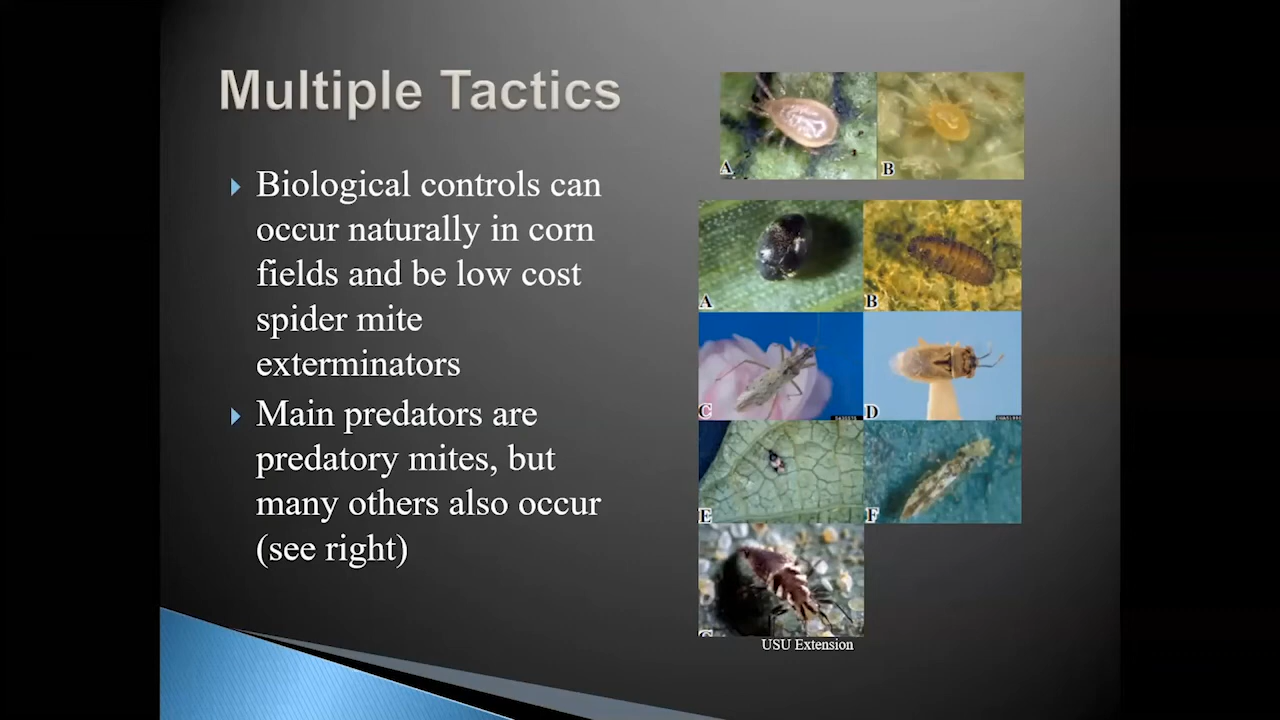 Multiple Tactics
Biological controls can
occur naturally in corn
fields and be low cost
spider mite
exterminators
Main predators are
predatory mites, but
many others also occur
(see right)
A
B
A
B
C
D
E
F
USU Extension